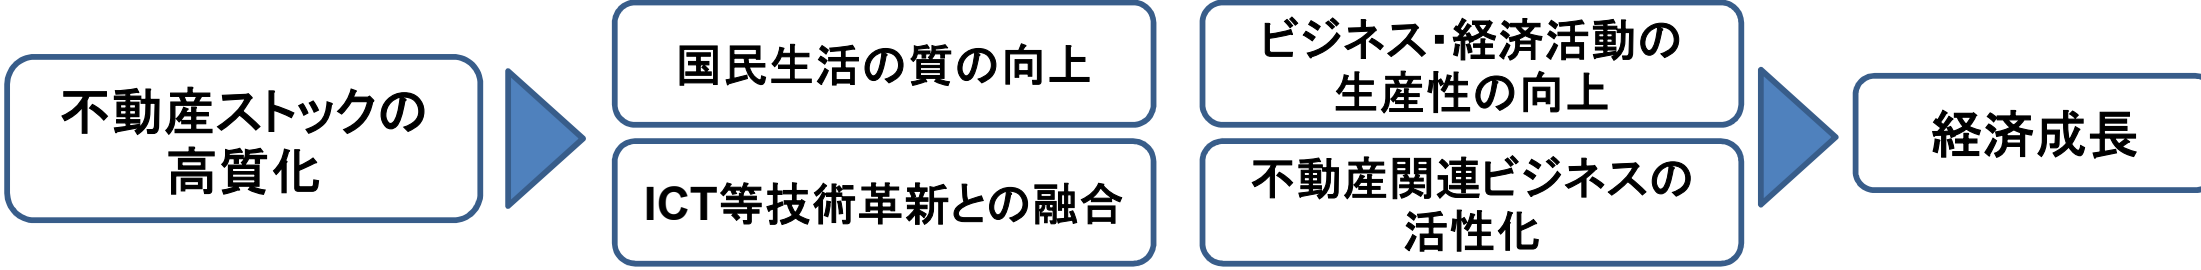 不動産ストックの
高質化
国民生活の質の向上
ICT等技術革新との融合
ビジネス・経済活動の
生産性の向上
不動産関連ビジネスの
活性化
経済成長